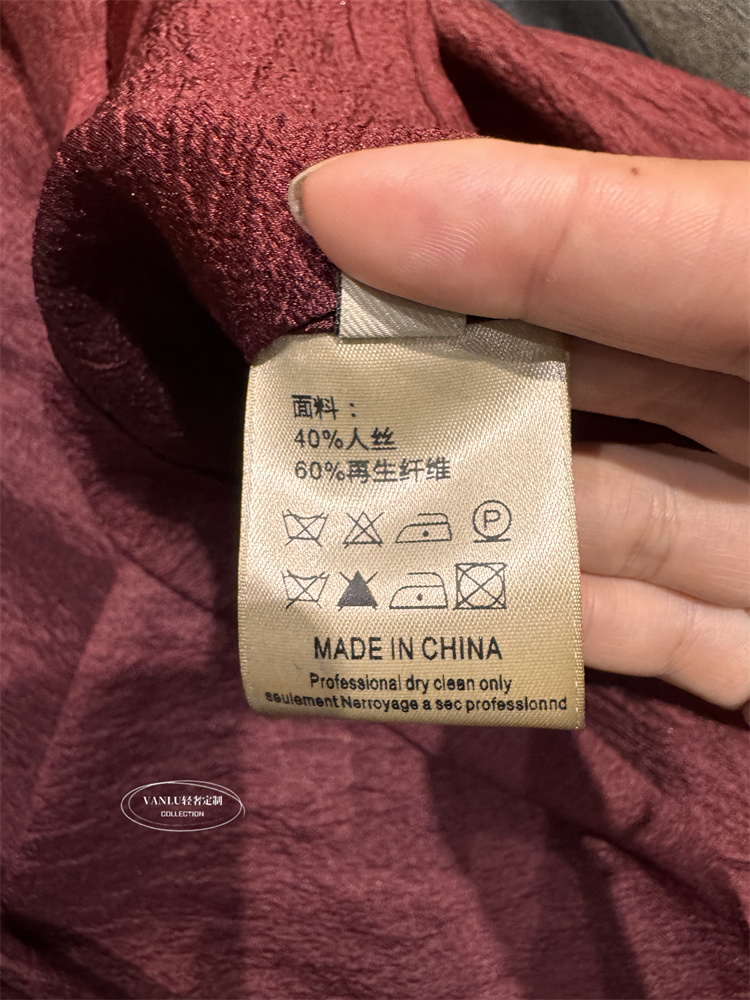 面料：
40%人丝
60%再生纤维
P
MADE IN CHINA
Professional dry clean only
seulement Nerroyage a sec professionnd
VANLU轻奢定制
COLLECTION